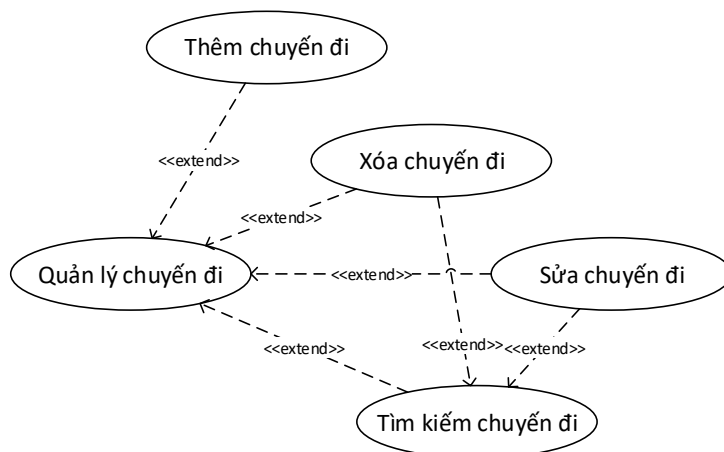 Thêm chuyến đi
<<extend>>
Xóa chuyến đi
<<extend>>
Quản lý chuyến đi
<<extend>>
Sửa chuyến đi
<<extend>>
<<extend>>
<<extend>>
Tìm kiếm chuyến đi